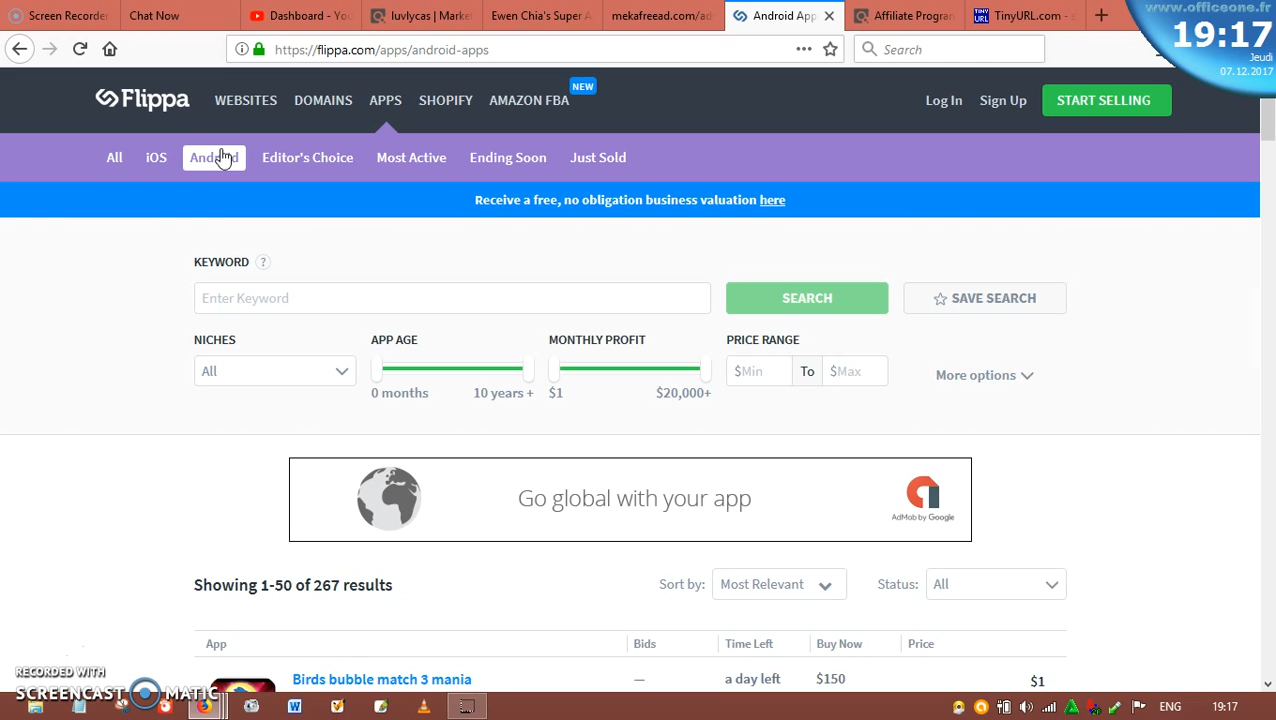 Screen Recorder
Chat Now
Dashboard - Yo
luvlycas | Marke
Ewen Chia's Super A
mekafreead.com/ad
Android App
Affiliate Program
TinyURL.com - s
www.officeone.fr
19:17
Jeudi
07.12.2017
https://flippa.com/apps/android-apps
Search
Flippa
WEBSITES
DOMAINS
APPS
SHOPIFY
AMAZON FBA
NEW
Log In
Sign Up
START SELLING
All
iOS
Android
Editor's Choice
Most Active
Ending Soon
Just Sold
Receive a free, no obligation business valuation here
KEYWORD ?
Enter Keyword
SEARCH
SAVE SEARCH
NICHES
APP AGE
MONTHLY PROFIT
PRICE RANGE
All
$Min
To
$Max
More options
0 months
10 years +
$1
$20,000+
Go global with your app
AdMob by Google
Showing 1-50 of 267 results
Sort by:
Most Relevant
Status:
All
App
Bids
Time Left
Buy Now
Price
Birds bubble match 3 mania
—
a day left
$150
$1
RECORDED WITH
SCREENCAST MATIC
ENG
19:17